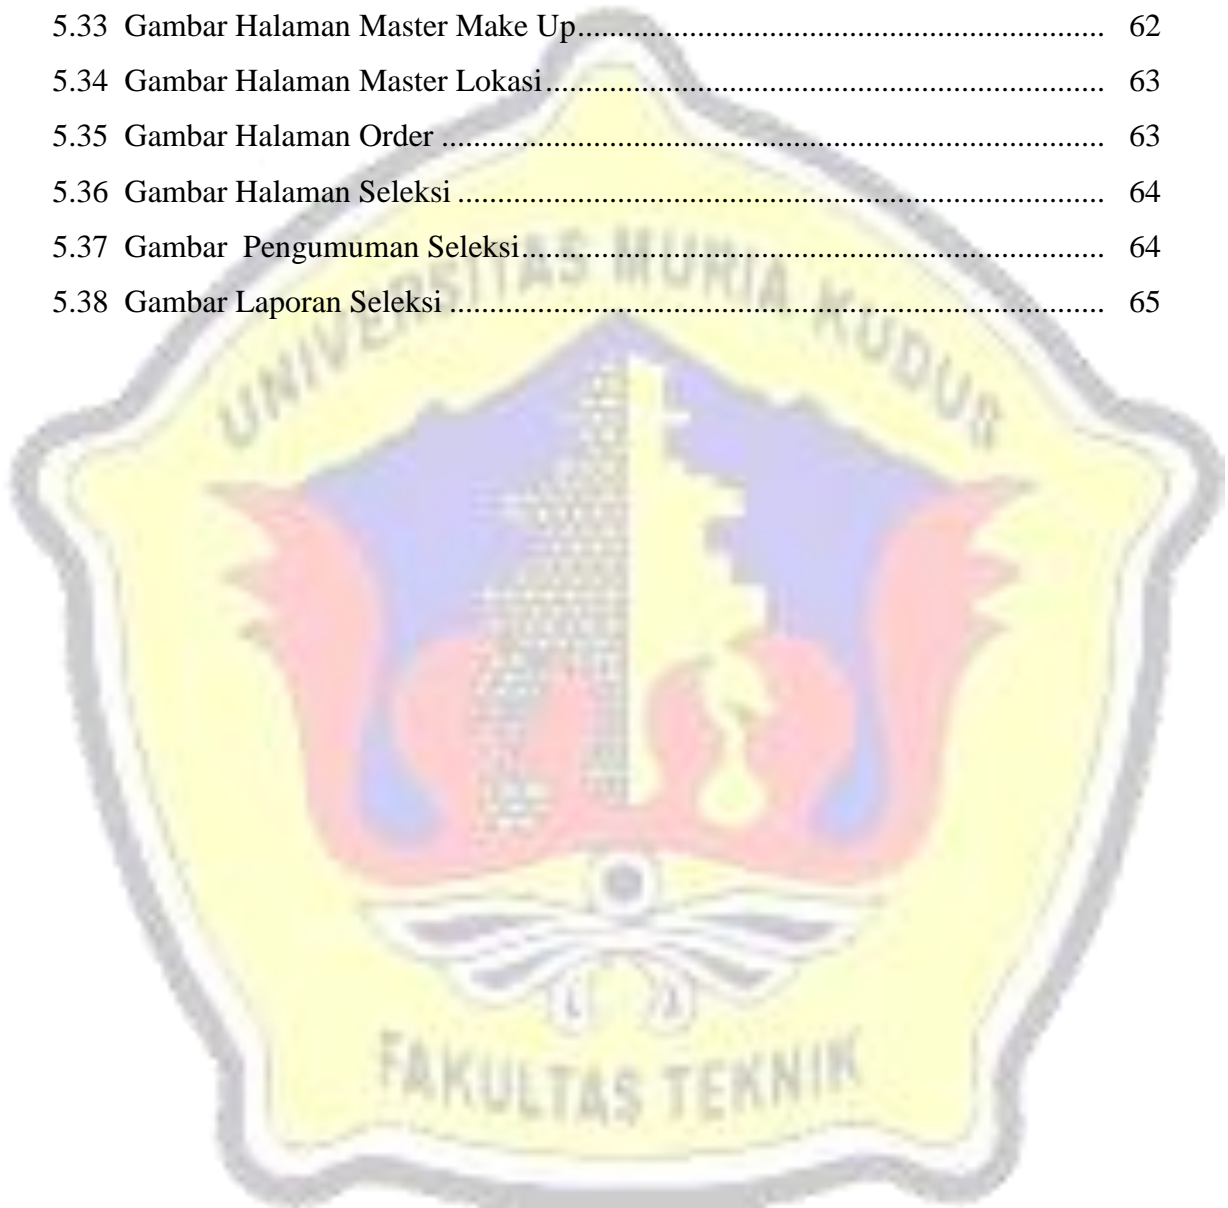 5.33 Gambar Halaman Master Make Up.................................................................. 62
5.34 Gambar Halaman Master Lokasi...................................................................... 63
5.35 Gambar Halaman Order ................................................................................... 63
5.36 Gambar Halaman Seleksi ................................................................................. 64
5.37 Gambar  Pengumuman Seleksi......................................................................... 64
5.38 Gambar Laporan Seleksi .................................................................................. 65
UNIVERSITAS MURIA KUDUS
FAKULTAS TEKNIK